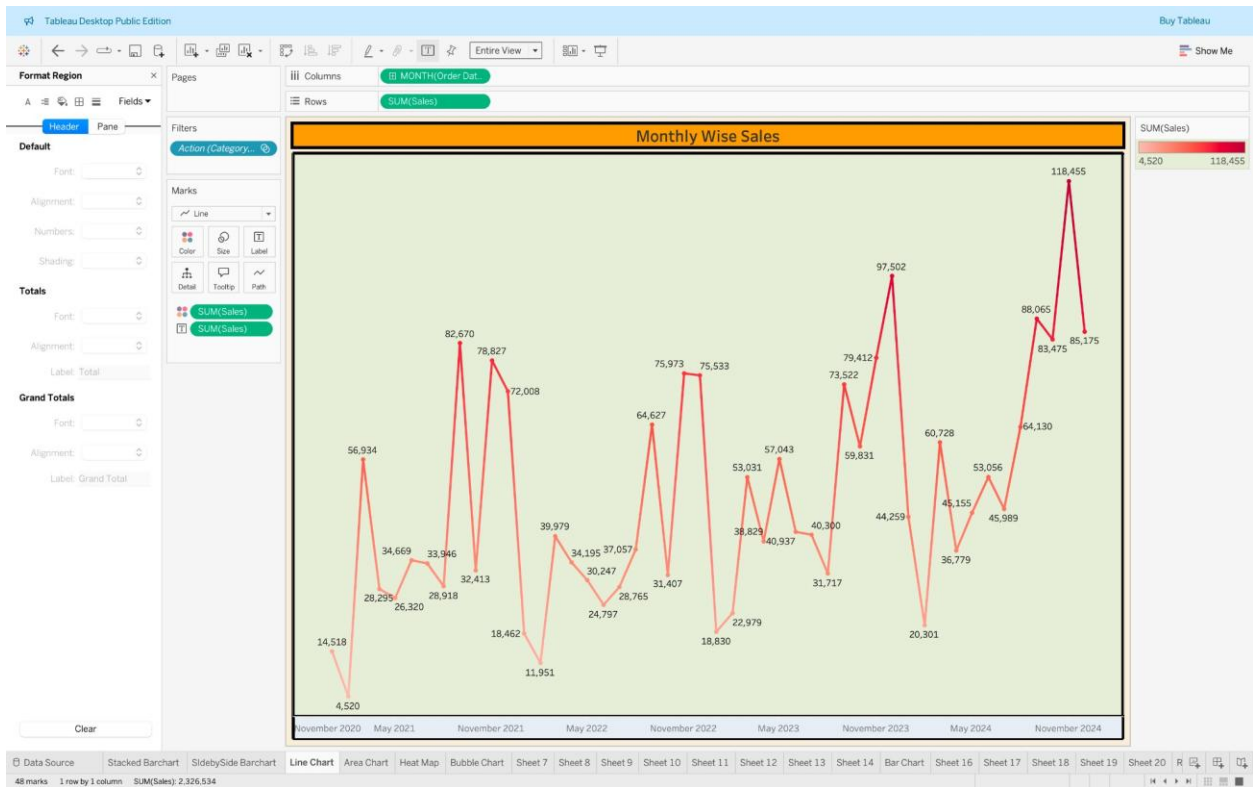 Tableau Desktop Public Edition
Buy Tableau
Entire View
Show Me
Format Region
Fields
Header Pane
Default
Font:
Alignment:
Numbers:
Shading:
Totals
Font:
Alignment:
Label: Total
Grand Totals
Font:
Alignment:
Label: Grand Total
Clear
Pages
Filters
Action (Category,...
Marks
Line
Color Size Label
Detail Tooltip Path
SUM(Sales)
SUM(Sales)
Columns MONTH(Order Dat..
Rows SUM(Sales)
Monthly Wise Sales
118,455
97,502
88,065
82,670
78,827
79,412
83,475
85,175
75,973 75,533
72,008
73,522
64,627
64,130
56,934
57,043
59,831
60,728
53,031
53,056
39,979
38,829
40,937
40,300
44,259
45,155
45,989
34,669
33,946
34,195
37,057
36,779
28,295
26,320
28,918
32,413
30,247
24,797
28,765
31,407
31,717
18,462
22,979
14,518
11,951
18,830
20,301
4,520
November 2020 May 2021 November 2021 May 2022 November 2022 May 2023 November 2023 May 2024 November 2024
SUM(Sales)
4,520 118,455
Data Source Stacked Barchart SIdebySide Barchart Line Chart Area Chart Heat Map Bubble Chart Sheet 7 Sheet 8 Sheet 9 Sheet 10 Sheet 11 Sheet 12 Sheet 13 Sheet 14 Bar Chart Sheet 16 Sheet 17 Sheet 18 Sheet 19 Sheet 20 R
48 marks 1 row by 1 column SUM(Sales): 2,326,534